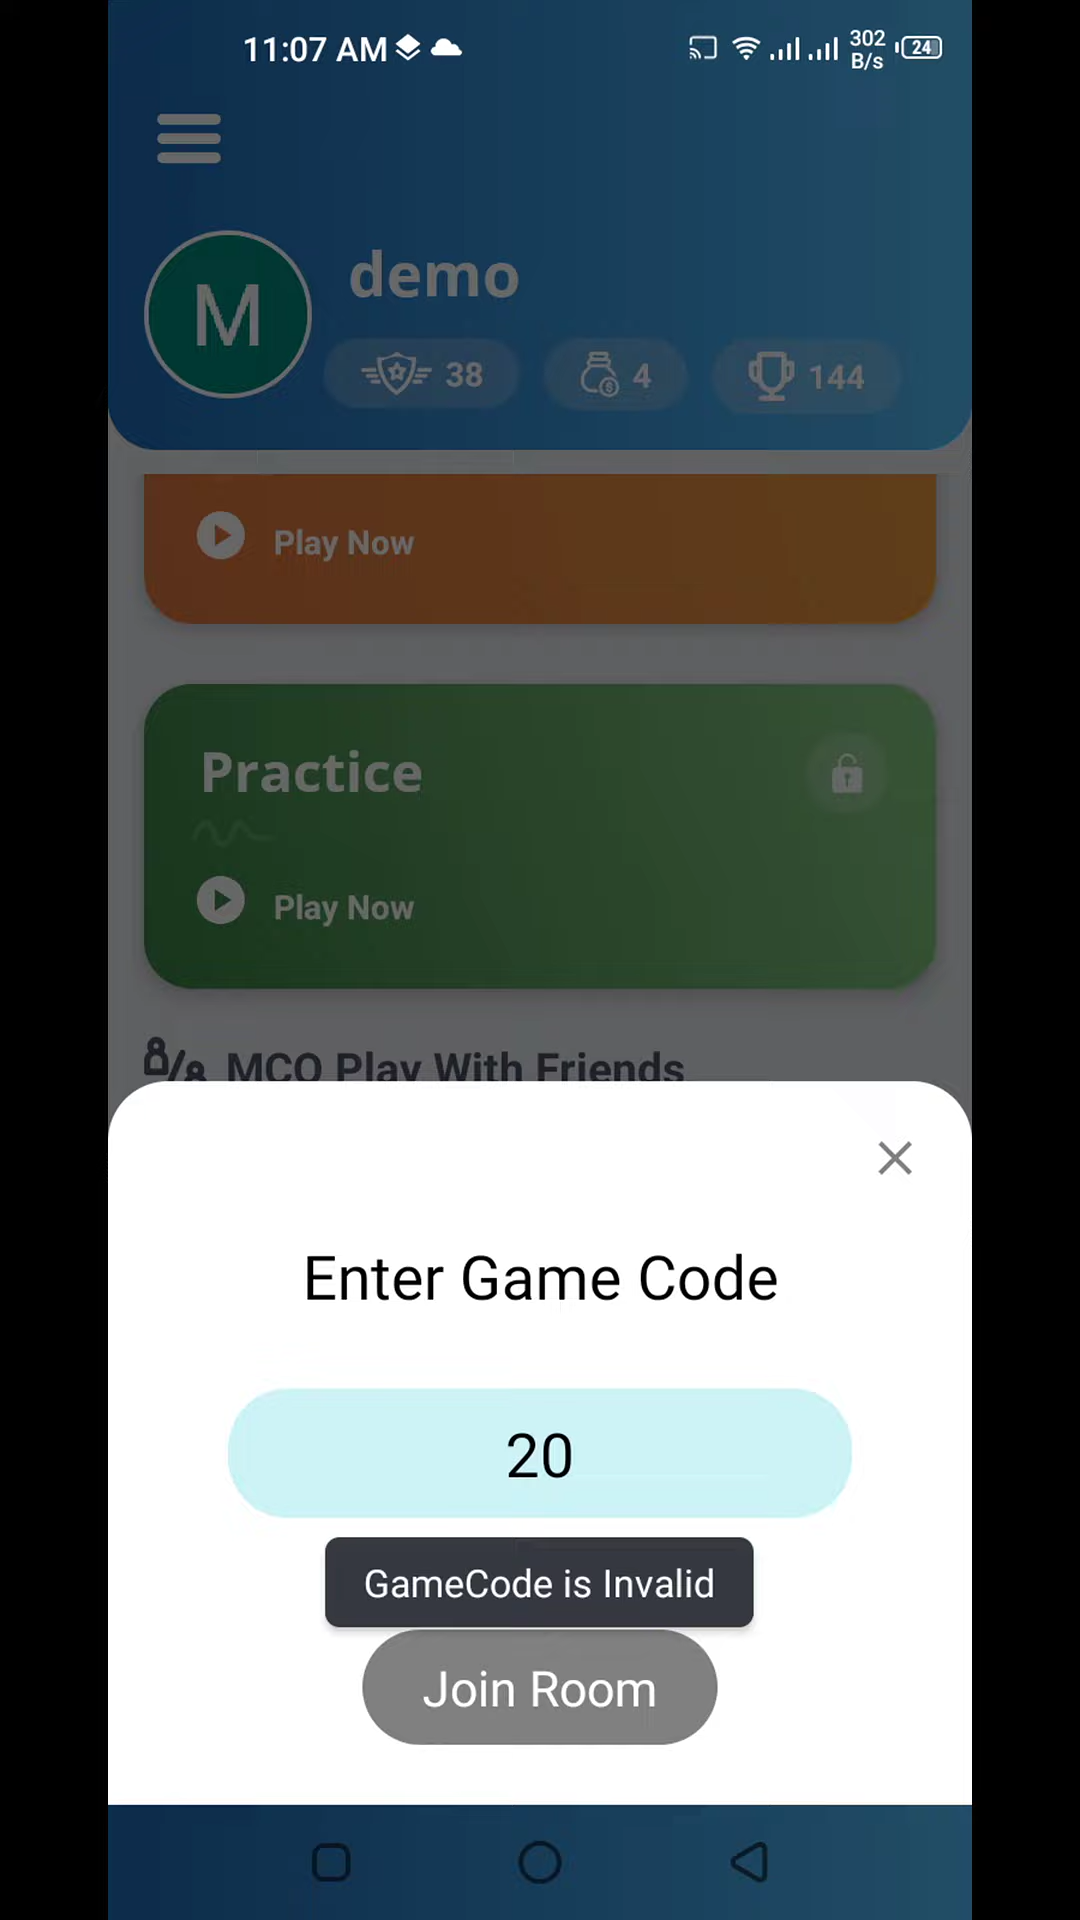 11:07 AM
302
B/s
24
M
demo
38
4
144
Play Now
Practice
Play Now
MCQ Play With Friends
Enter Game Code
20
GameCode is Invalid
Join Room